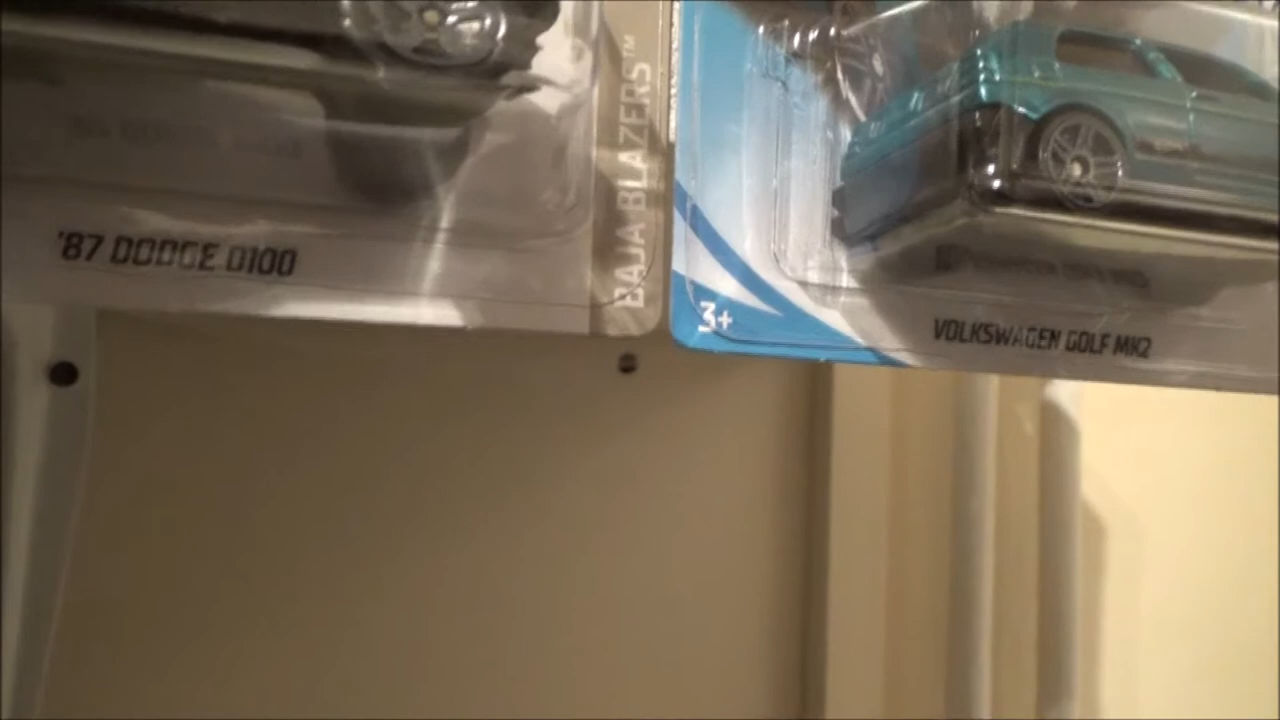 '87 DODGE D100
BAJA BLAZERS™
3+
VOLKSWAGEN GOLF MK2